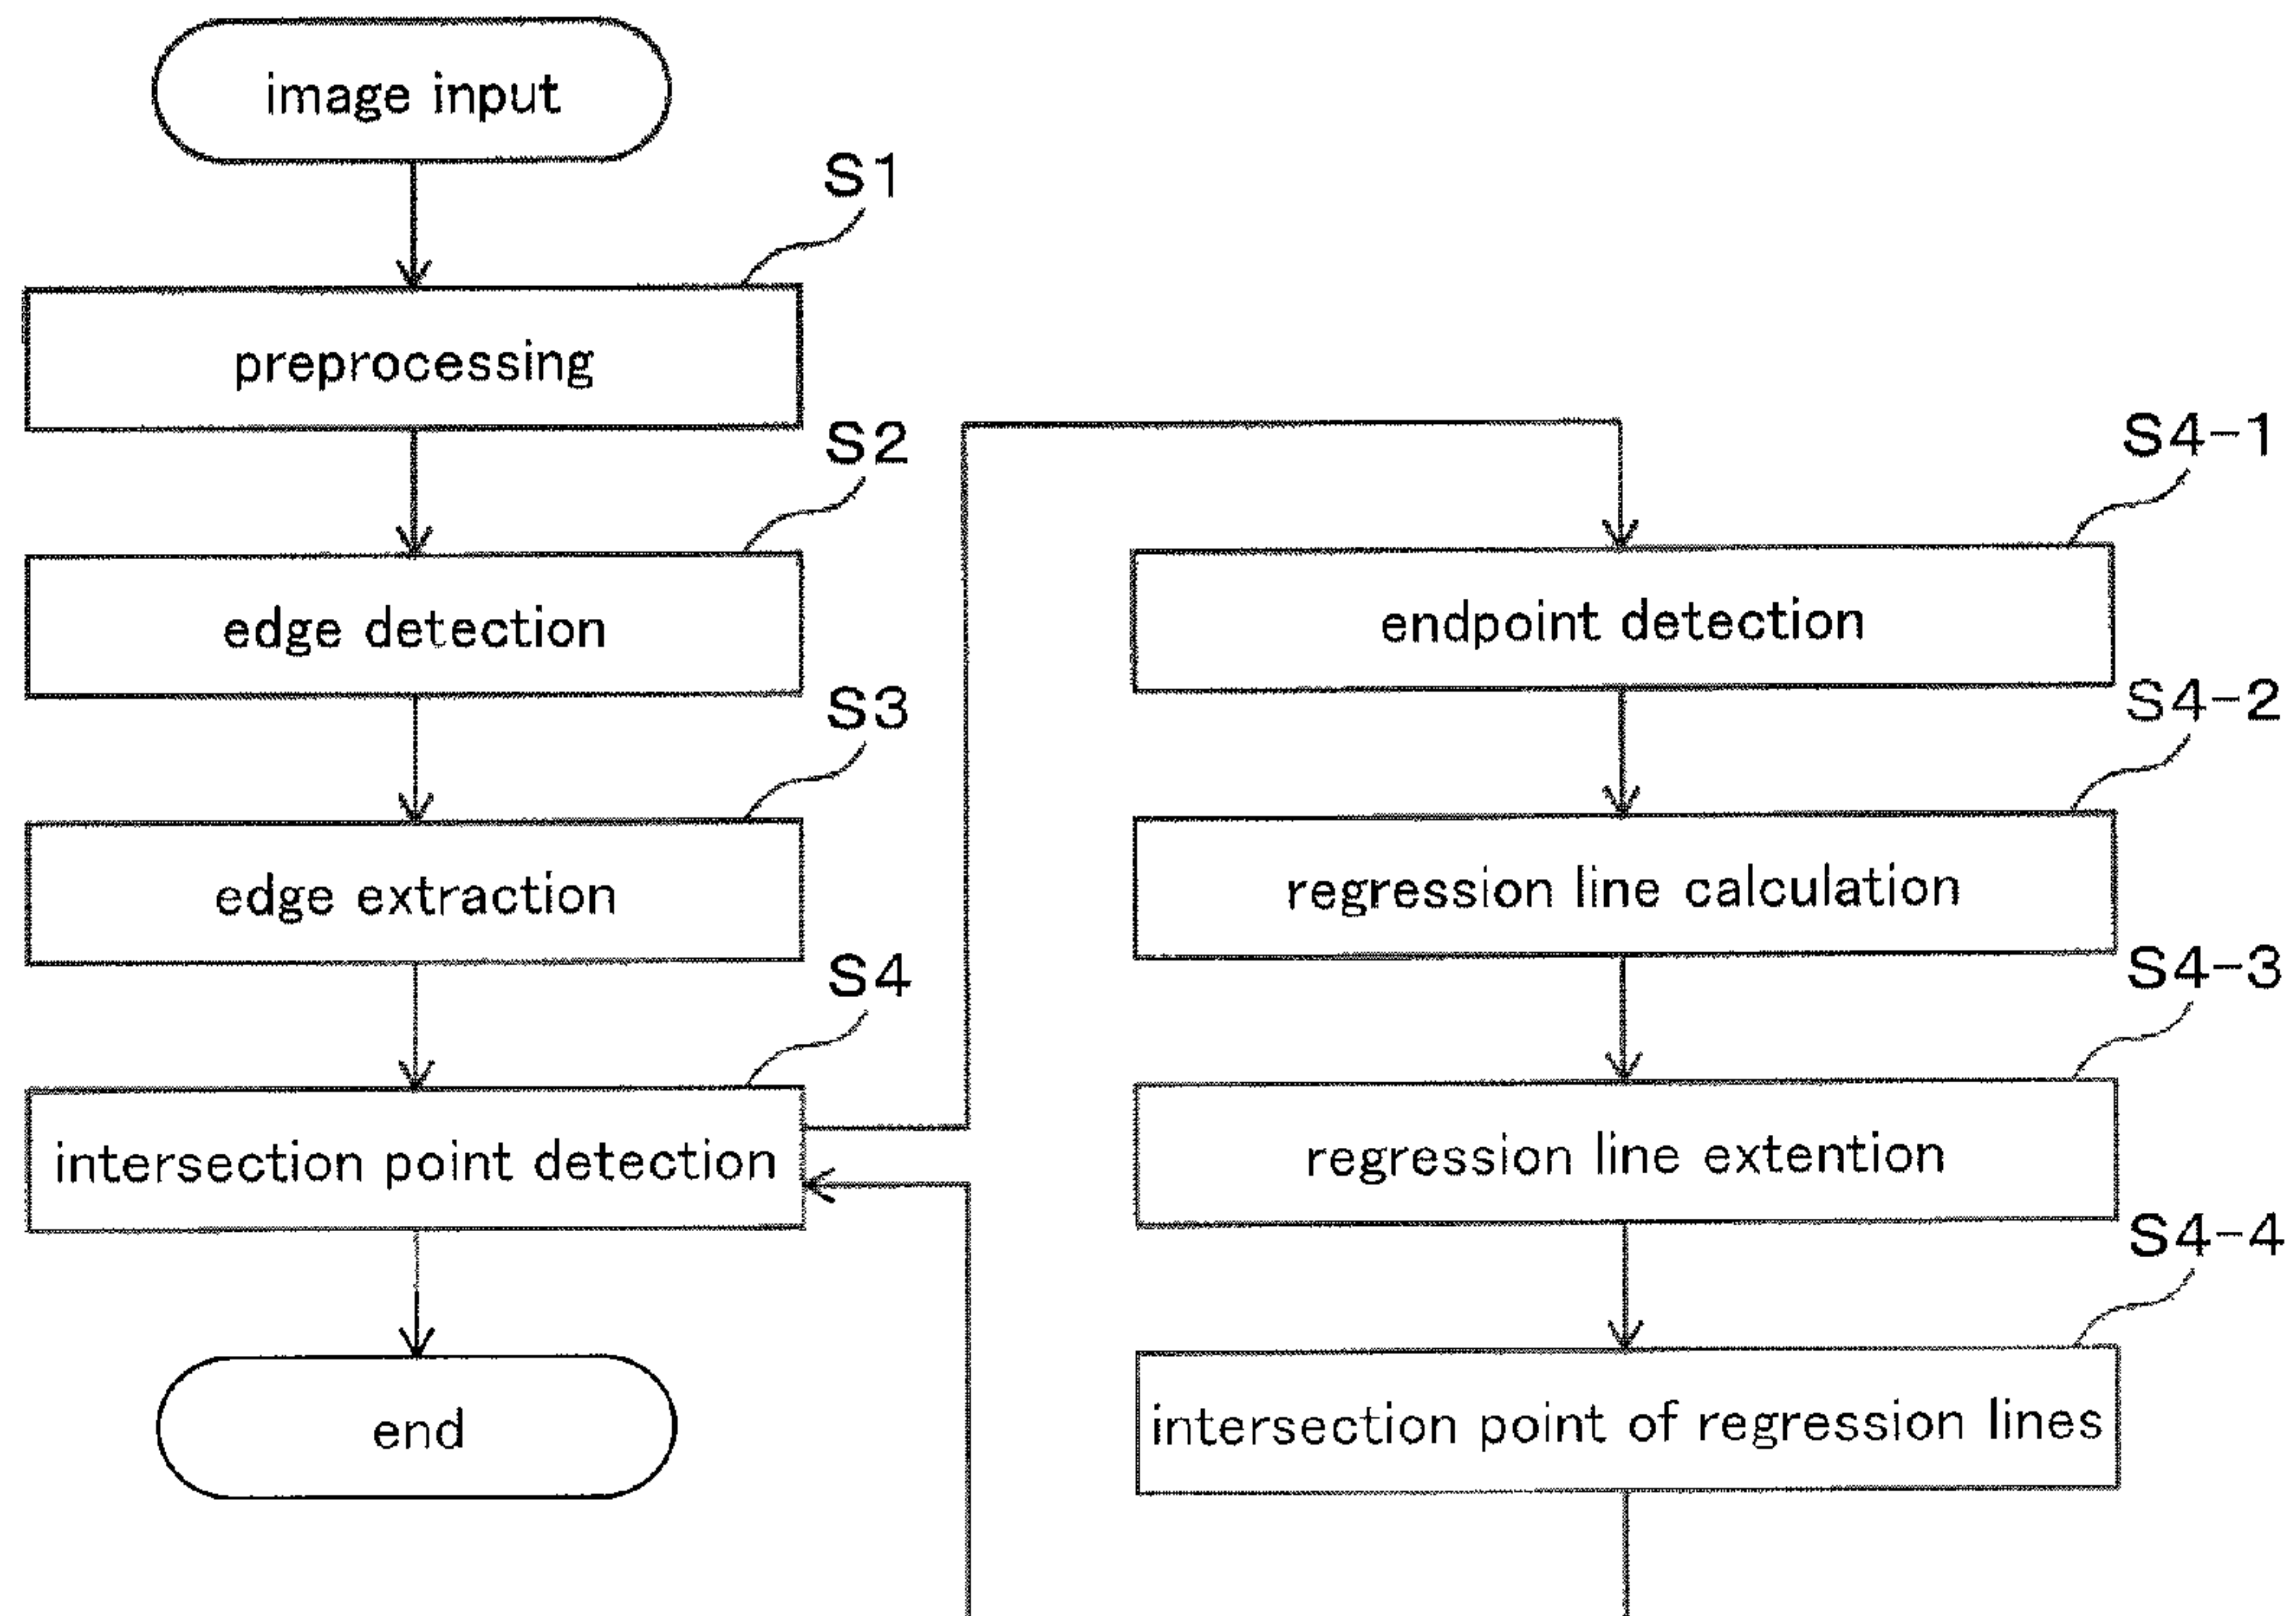 image input
S1
preprocessing
S2
edge detection
S3
edge extraction
S4
intersection point detection
end
S4-1
endpoint detection
S4-2
regression line calculation
S4-3
regression line extention
S4-4
intersection point of regression lines